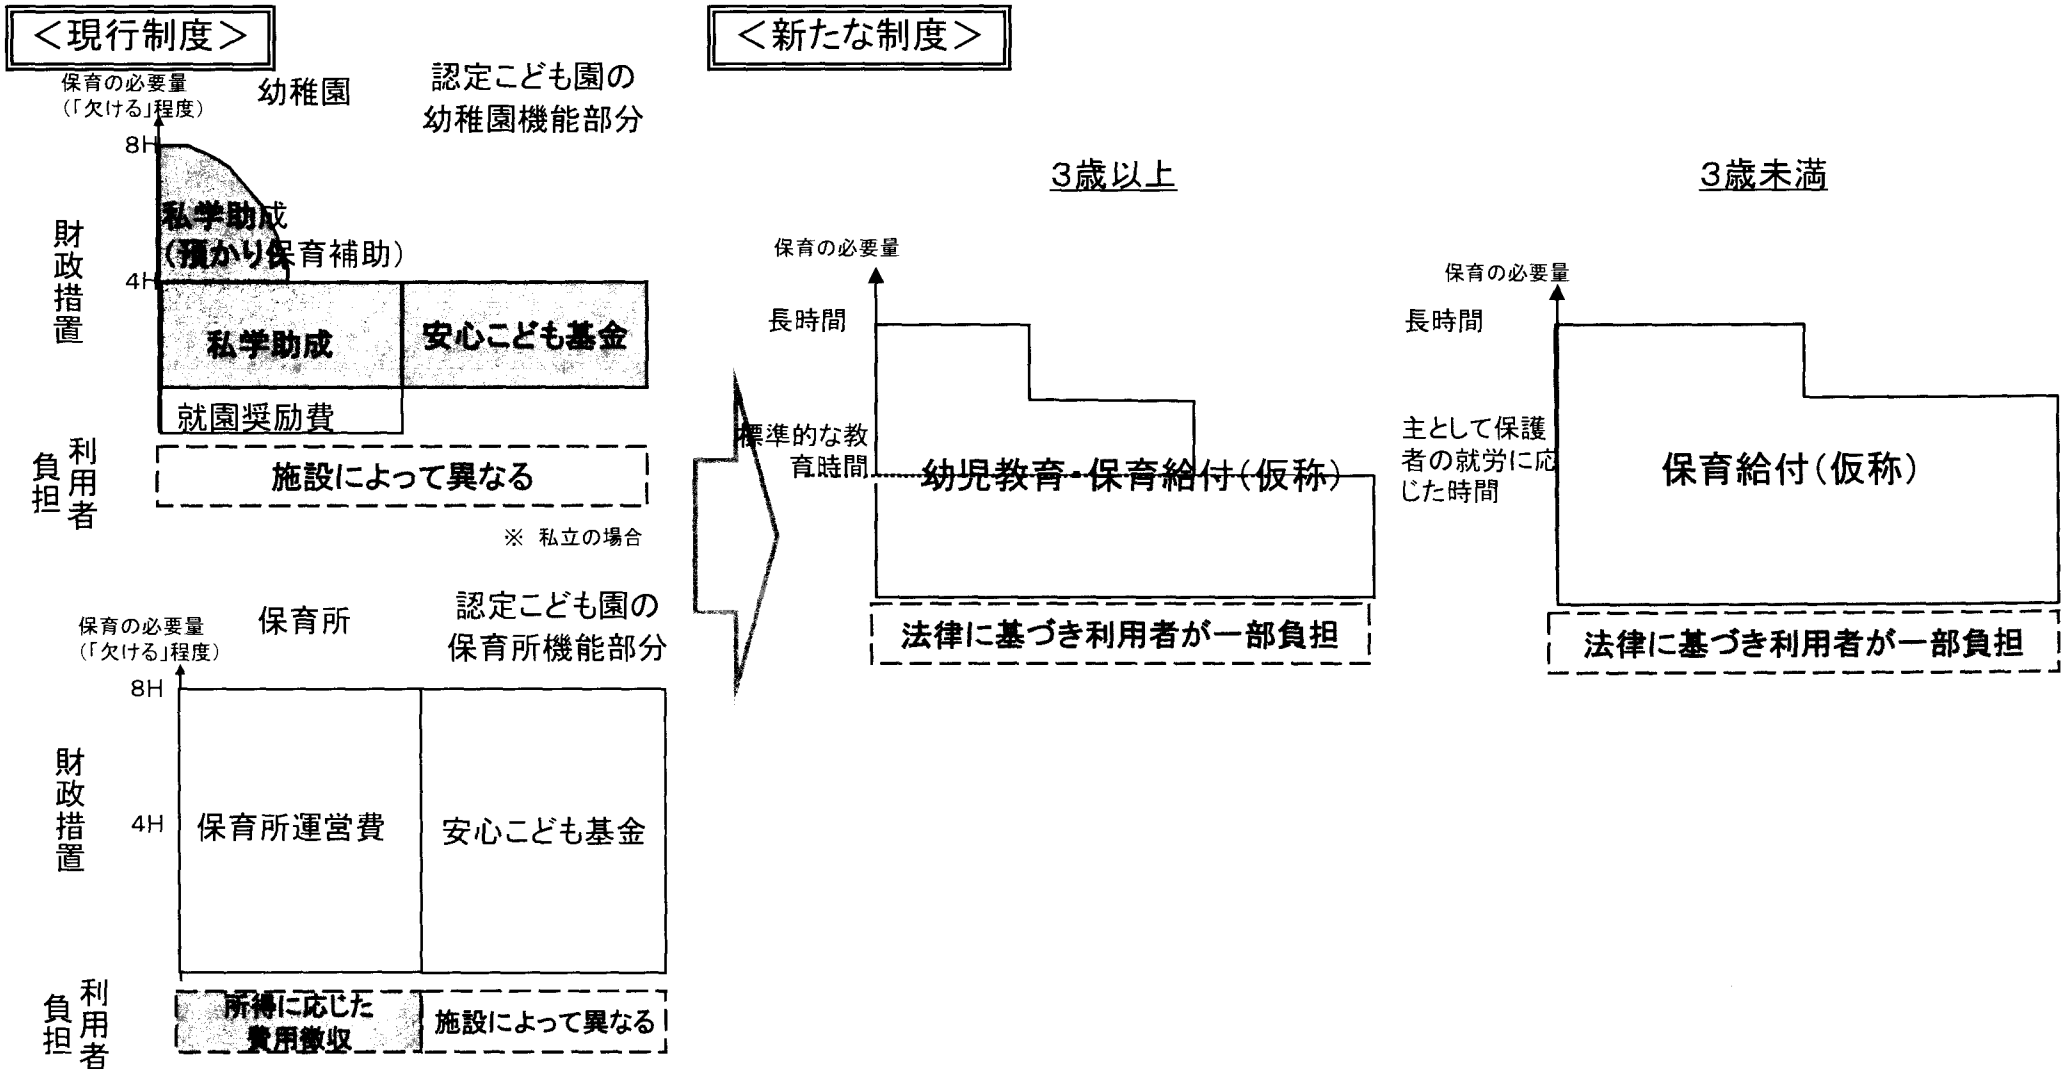 ＜現行制度＞
保育の必要量
（「欠ける」程度）
幼稚園
認定こども園の
幼稚園機能部分
8H
私学助成
（預かり保育補助）
4H
財政措置
私学助成
安心こども基金
就園奨励費
利用者
負担
施設によって異なる
※ 私立の場合
保育の必要量
（「欠ける」程度）
保育所
認定こども園の
保育所機能部分
8H
財政措置
4H
保育所運営費
安心こども基金
利用者
負担
所得に応じた
費用徴収
施設によって異なる
＜新たな制度＞
３歳以上
保育の必要量
長時間
標準的な教
育時間
幼児教育・保育給付（仮称）
法律に基づき利用者が一部負担
３歳未満
保育の必要量
長時間
主として保護
者の就労に応
じた時間
保育給付（仮称）
法律に基づき利用者が一部負担